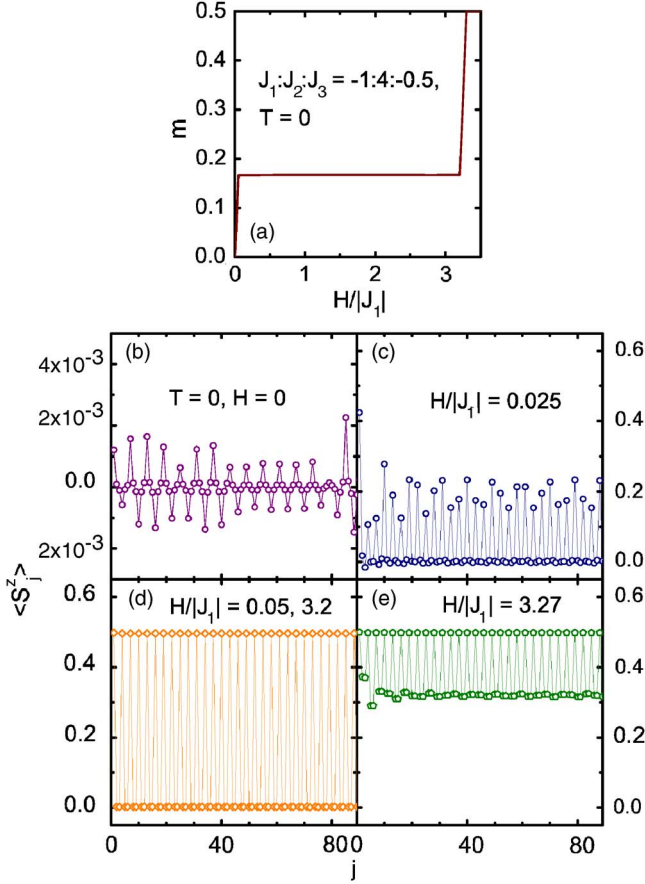 0.5
0.4
0.3
0.2
0.1
0.0
m
J₁:J₂:J₃ = -1:4:-0.5,
T = 0
(a)
0 1 2 3
H/|J₁|
(b)
T = 0, H = 0
4x10⁻³
2x10⁻³
0.0
2x10⁻³
(c)
H/|J₁| = 0.025
0.6
0.4
0.2
0.0
<Sᶻⱼ>
(d)
H/|J₁| = 0.05, 3.2
0.6
0.4
0.2
0.0
(e)
H/|J₁| = 3.27
0.6
0.4
0.2
0.0
0 40 80 0 40 80
j